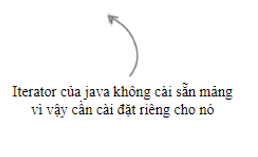 Iterator của java không cài sẵn mảng
vì vậy cần cài đặt riêng cho nó